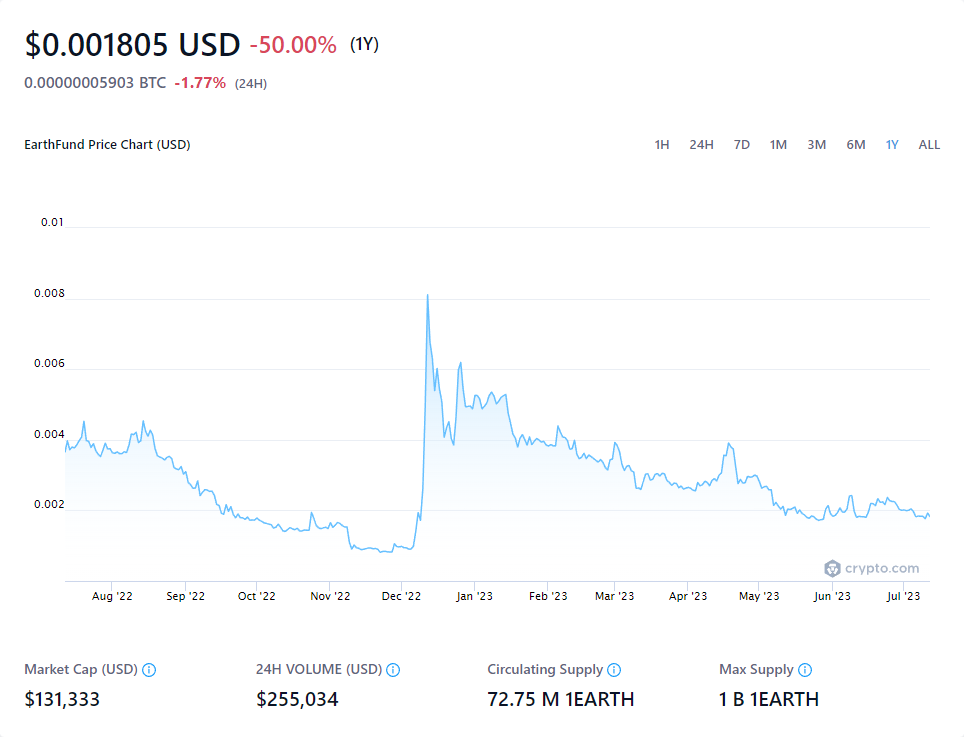 $0.001805 USD -50.00% (1Y)
0.00000005903 BTC -1.77% (24H)
EarthFund Price Chart (USD) 1H 24H 7D 1M 3M 6M 1Y ALL
0.01
0.008
0.006
0.004
0.002
crypto.com
Aug '22 Sep '22 Oct '22 Nov '22 Dec '22 Jan '23 Feb '23 Mar '23 Apr '23 May '23 Jun '23 Jul '23
Market Cap (USD) 24H VOLUME (USD) Circulating Supply Max Supply
$131,333 $255,034 72.75 M 1EARTH 1 B 1EARTH